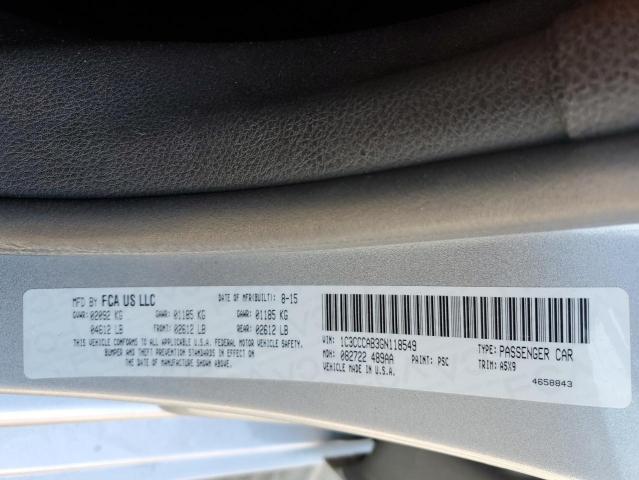 MFD BY FCA US LLC DATE OF MFR(BUILT): 8-15
GVWR: 02092 KG GAWR: 01185 KG GAWR: 01185 KG
04612 LB FRONT: 02612 LB REAR: 02612 LB
THIS VEHICLE CONFORMS TO ALL APPLICABLE U.S.A. FEDERAL MOTOR VEHICLE SAFETY,
BUMPER AND THEFT PREVENTION STANDARDS IN EFFECT ON THE
DATE OF MANUFACTURE SHOWN ABOVE.
VIN: 1C3CCCAB3GN118549 TYPE: PASSENGER CAR
MDH: 082722 489AA PAINT: PSC TRIM: A5X9
VEHICLE MADE IN U.S.A. 4658843